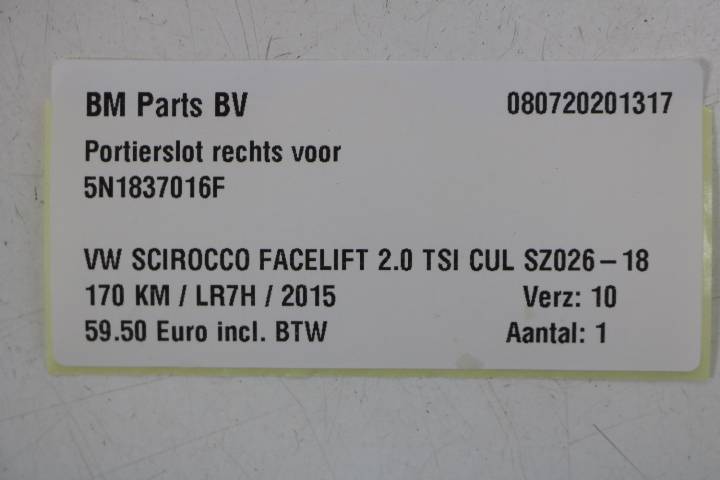 BM Parts BV 080720201317
Portierslot rechts voor
5N1837016F
VW SCIROCCO FACELIFT 2.0 TSI CUL SZ026 – 18
170 KM / LR7H / 2015 Verz: 10
59.50 Euro incl. BTW Aantal: 1